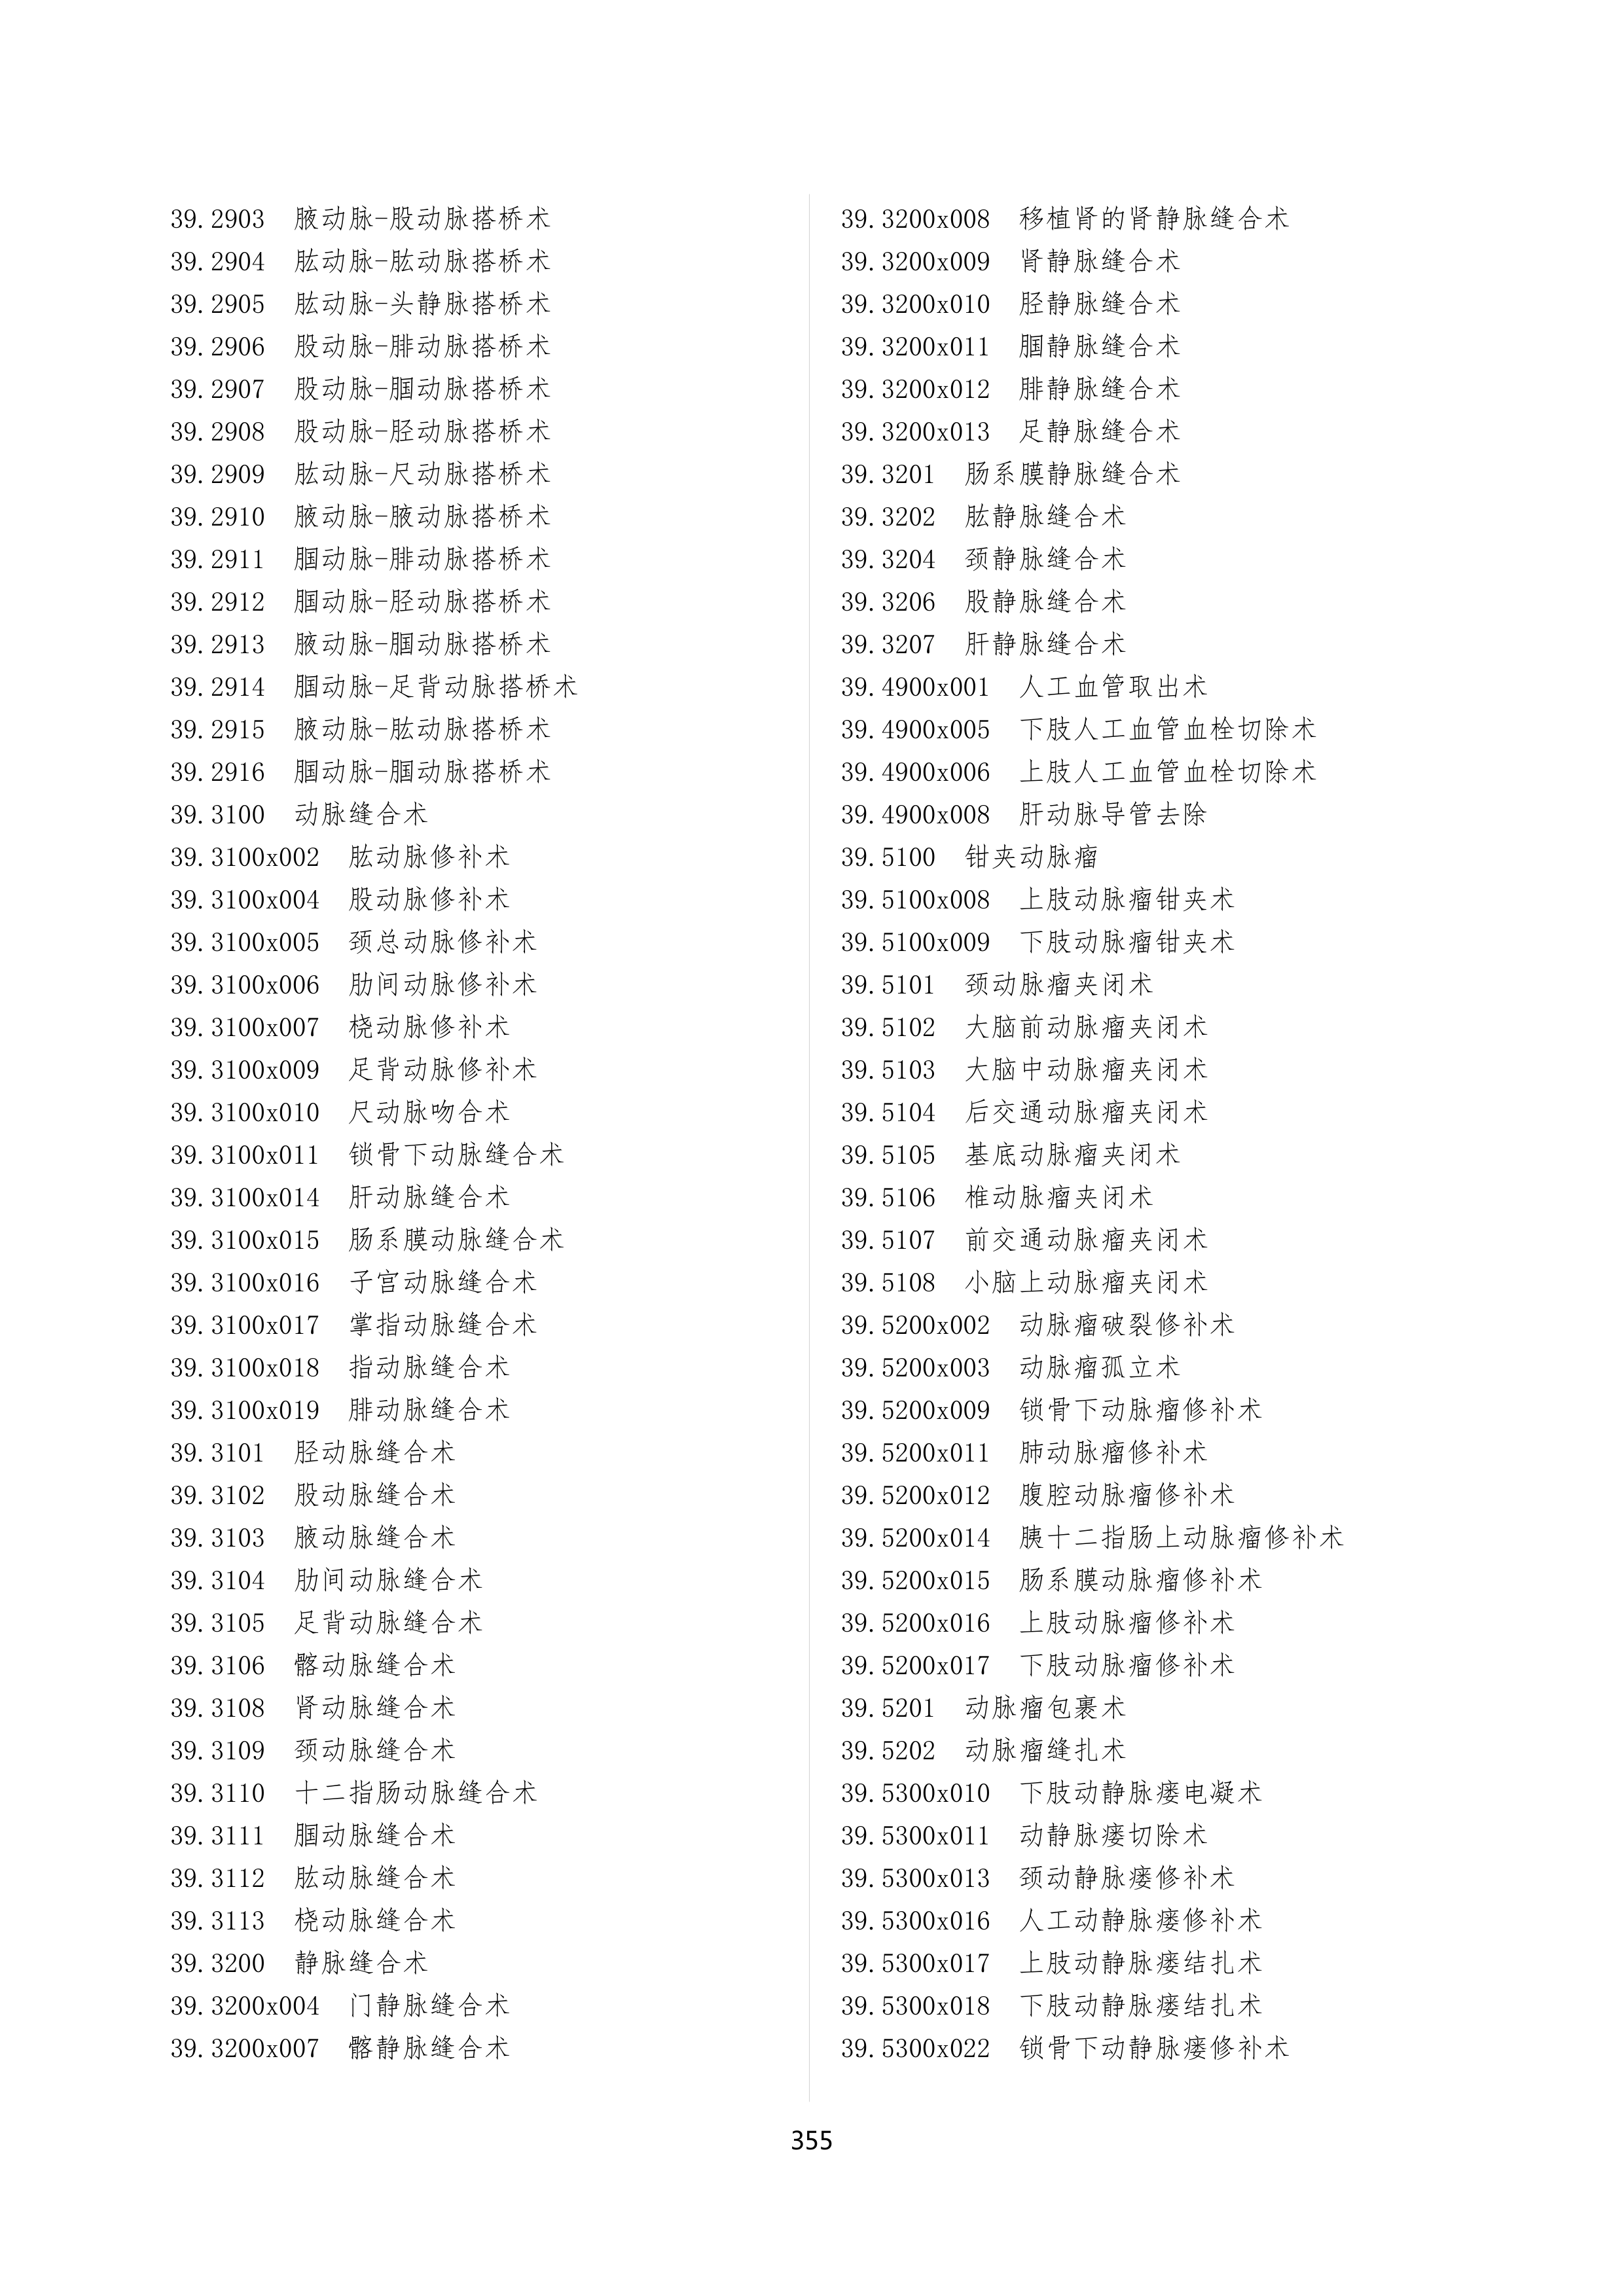 39.2903 腋动脉-股动脉搭桥术
39.2904 肱动脉-肱动脉搭桥术
39.2905 肱动脉-头静脉搭桥术
39.2906 股动脉-腓动脉搭桥术
39.2907 股动脉-腘动脉搭桥术
39.2908 股动脉-胫动脉搭桥术
39.2909 肱动脉-尺动脉搭桥术
39.2910 腋动脉-腋动脉搭桥术
39.2911 腘动脉-腓动脉搭桥术
39.2912 腘动脉-胫动脉搭桥术
39.2913 腋动脉-腘动脉搭桥术
39.2914 腘动脉-足背动脉搭桥术
39.2915 腋动脉-肱动脉搭桥术
39.2916 腘动脉-腘动脉搭桥术
39.3100 动脉缝合术
39.3100x002 肱动脉修补术
39.3100x004 股动脉修补术
39.3100x005 颈总动脉修补术
39.3100x006 肋间动脉修补术
39.3100x007 桡动脉修补术
39.3100x009 足背动脉修补术
39.3100x010 尺动脉吻合术
39.3100x011 锁骨下动脉缝合术
39.3100x014 肝动脉缝合术
39.3100x015 肠系膜动脉缝合术
39.3100x016 子宫动脉缝合术
39.3100x017 掌指动脉缝合术
39.3100x018 指动脉缝合术
39.3100x019 腓动脉缝合术
39.3101 胫动脉缝合术
39.3102 股动脉缝合术
39.3103 腋动脉缝合术
39.3104 肋间动脉缝合术
39.3105 足背动脉缝合术
39.3106 髂动脉缝合术
39.3108 肾动脉缝合术
39.3109 颈动脉缝合术
39.3110 十二指肠动脉缝合术
39.3111 腘动脉缝合术
39.3112 肱动脉缝合术
39.3113 桡动脉缝合术
39.3200 静脉缝合术
39.3200x004 门静脉缝合术
39.3200x007 髂静脉缝合术
39.3200x008 移植肾的肾静脉缝合术
39.3200x009 肾静脉缝合术
39.3200x010 胫静脉缝合术
39.3200x011 腘静脉缝合术
39.3200x012 腓静脉缝合术
39.3200x013 足静脉缝合术
39.3201 肠系膜静脉缝合术
39.3202 肱静脉缝合术
39.3204 颈静脉缝合术
39.3206 股静脉缝合术
39.3207 肝静脉缝合术
39.4900x001 人工血管取出术
39.4900x005 下肢人工血管血栓切除术
39.4900x006 上肢人工血管血栓切除术
39.4900x008 肝动脉导管去除
39.5100 钳夹动脉瘤
39.5100x008 上肢动脉瘤钳夹术
39.5100x009 下肢动脉瘤钳夹术
39.5101 颈动脉瘤夹闭术
39.5102 大脑前动脉瘤夹闭术
39.5103 大脑中动脉瘤夹闭术
39.5104 后交通动脉瘤夹闭术
39.5105 基底动脉瘤夹闭术
39.5106 椎动脉瘤夹闭术
39.5107 前交通动脉瘤夹闭术
39.5108 小脑上动脉瘤夹闭术
39.5200x002 动脉瘤破裂修补术
39.5200x003 动脉瘤孤立术
39.5200x009 锁骨下动脉瘤修补术
39.5200x011 肺动脉瘤修补术
39.5200x012 腹腔动脉瘤修补术
39.5200x014 胰十二指肠上动脉瘤修补术
39.5200x015 肠系膜动脉瘤修补术
39.5200x016 上肢动脉瘤修补术
39.5200x017 下肢动脉瘤修补术
39.5201 动脉瘤包裹术
39.5202 动脉瘤缝扎术
39.5300x010 下肢动静脉瘘电凝术
39.5300x011 动静脉瘘切除术
39.5300x013 颈动静脉瘘修补术
39.5300x016 人工动静脉瘘修补术
39.5300x017 上肢动静脉瘘结扎术
39.5300x018 下肢动静脉瘘结扎术
39.5300x022 锁骨下动静脉瘘修补术
355